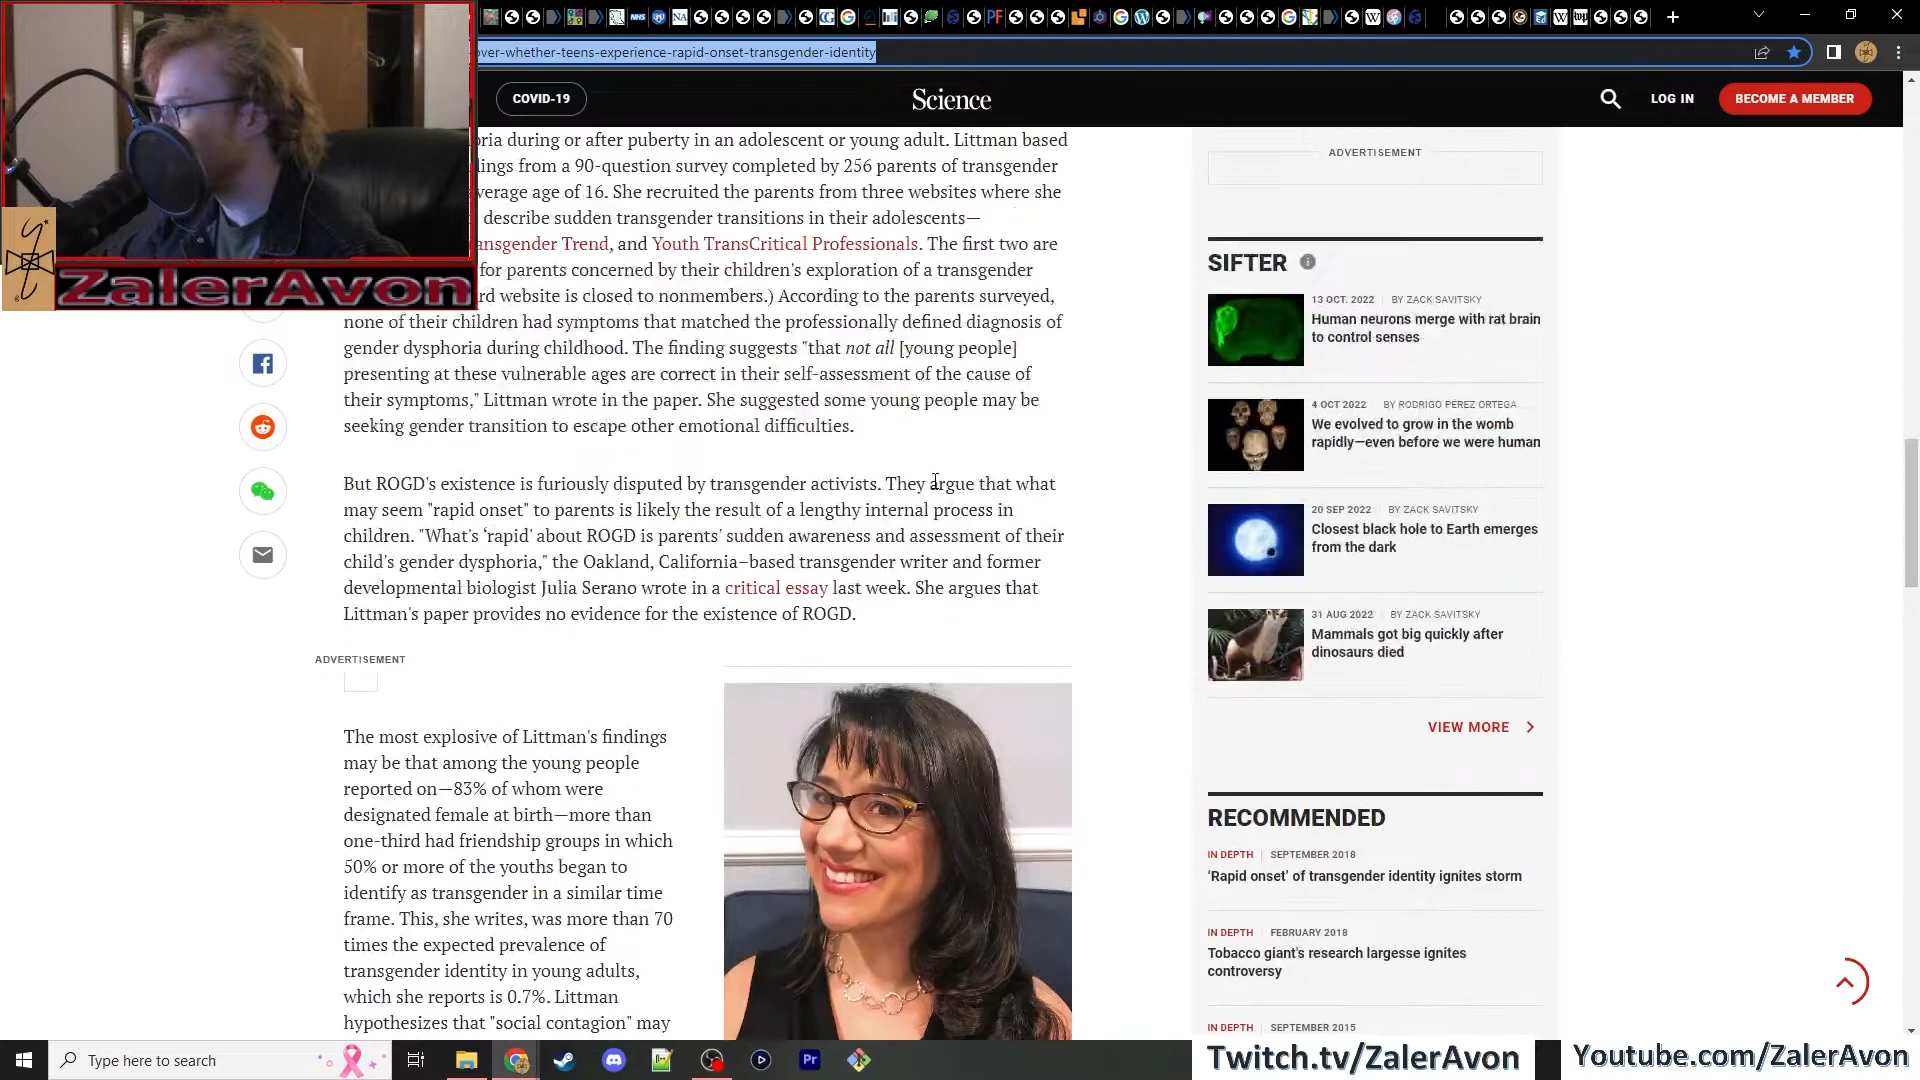 over-whether-teens-experience-rapid-onset-transgender-identity
COVID-19
Science
LOG IN
BECOME A MEMBER
ZalerAvon
during or after puberty in an adolescent or young adult. Littman based
from a 90-question survey completed by 256 parents of transgender
age of 16. She recruited the parents from three websites where she
describe sudden transgender transitions in their adolescents—
Trend, and Youth TransCritical Professionals. The first two are
for parents concerned by their children's exploration of a transgender
website is closed to nonmembers.) According to the parents surveyed,
none of their children had symptoms that matched the professionally defined diagnosis of
gender dysphoria during childhood. The finding suggests "that not all [young people]
presenting at these vulnerable ages are correct in their self-assessment of the cause of
their symptoms," Littman wrote in the paper. She suggested some young people may be
seeking gender transition to escape other emotional difficulties.
But ROGD's existence is furiously disputed by transgender activists. They argue that what
may seem "rapid onset" to parents is likely the result of a lengthy internal process in
children. "What's ‘rapid' about ROGD is parents' sudden awareness and assessment of their
child's gender dysphoria," the Oakland, California–based transgender writer and former
developmental biologist Julia Serano wrote in a critical essay last week. She argues that
Littman's paper provides no evidence for the existence of ROGD.
ADVERTISEMENT
The most explosive of Littman's findings
may be that among the young people
reported on—83% of whom were
designated female at birth—more than
one-third had friendship groups in which
50% or more of the youths began to
identify as transgender in a similar time
frame. This, she writes, was more than 70
times the expected prevalence of
transgender identity in young adults,
which she reports is 0.7%. Littman
hypothesizes that "social contagion" may
ADVERTISEMENT
SIFTER
13 OCT. 2022 | BY ZACK SAVITSKY
Human neurons merge with rat brain
to control senses
4 OCT 2022 BY RODRIGO PÉREZ ORTEGA
We evolved to grow in the womb
rapidly—even before we were human
20 SEP 2022 | BY ZACK SAVITSKY
Closest black hole to Earth emerges
from the dark
31 AUG 2022 | BY ZACK SAVITSKY
Mammals got big quickly after
dinosaurs died
VIEW MORE
RECOMMENDED
IN DEPTH | SEPTEMBER 2018
‘Rapid onset’ of transgender identity ignites storm
IN DEPTH | FEBRUARY 2018
Tobacco giant's research largesse ignites
controversy
IN DEPTH | SEPTEMBER 2015
Type here to search
Twitch.tv/ZalerAvon
Youtube.com/ZalerAvon